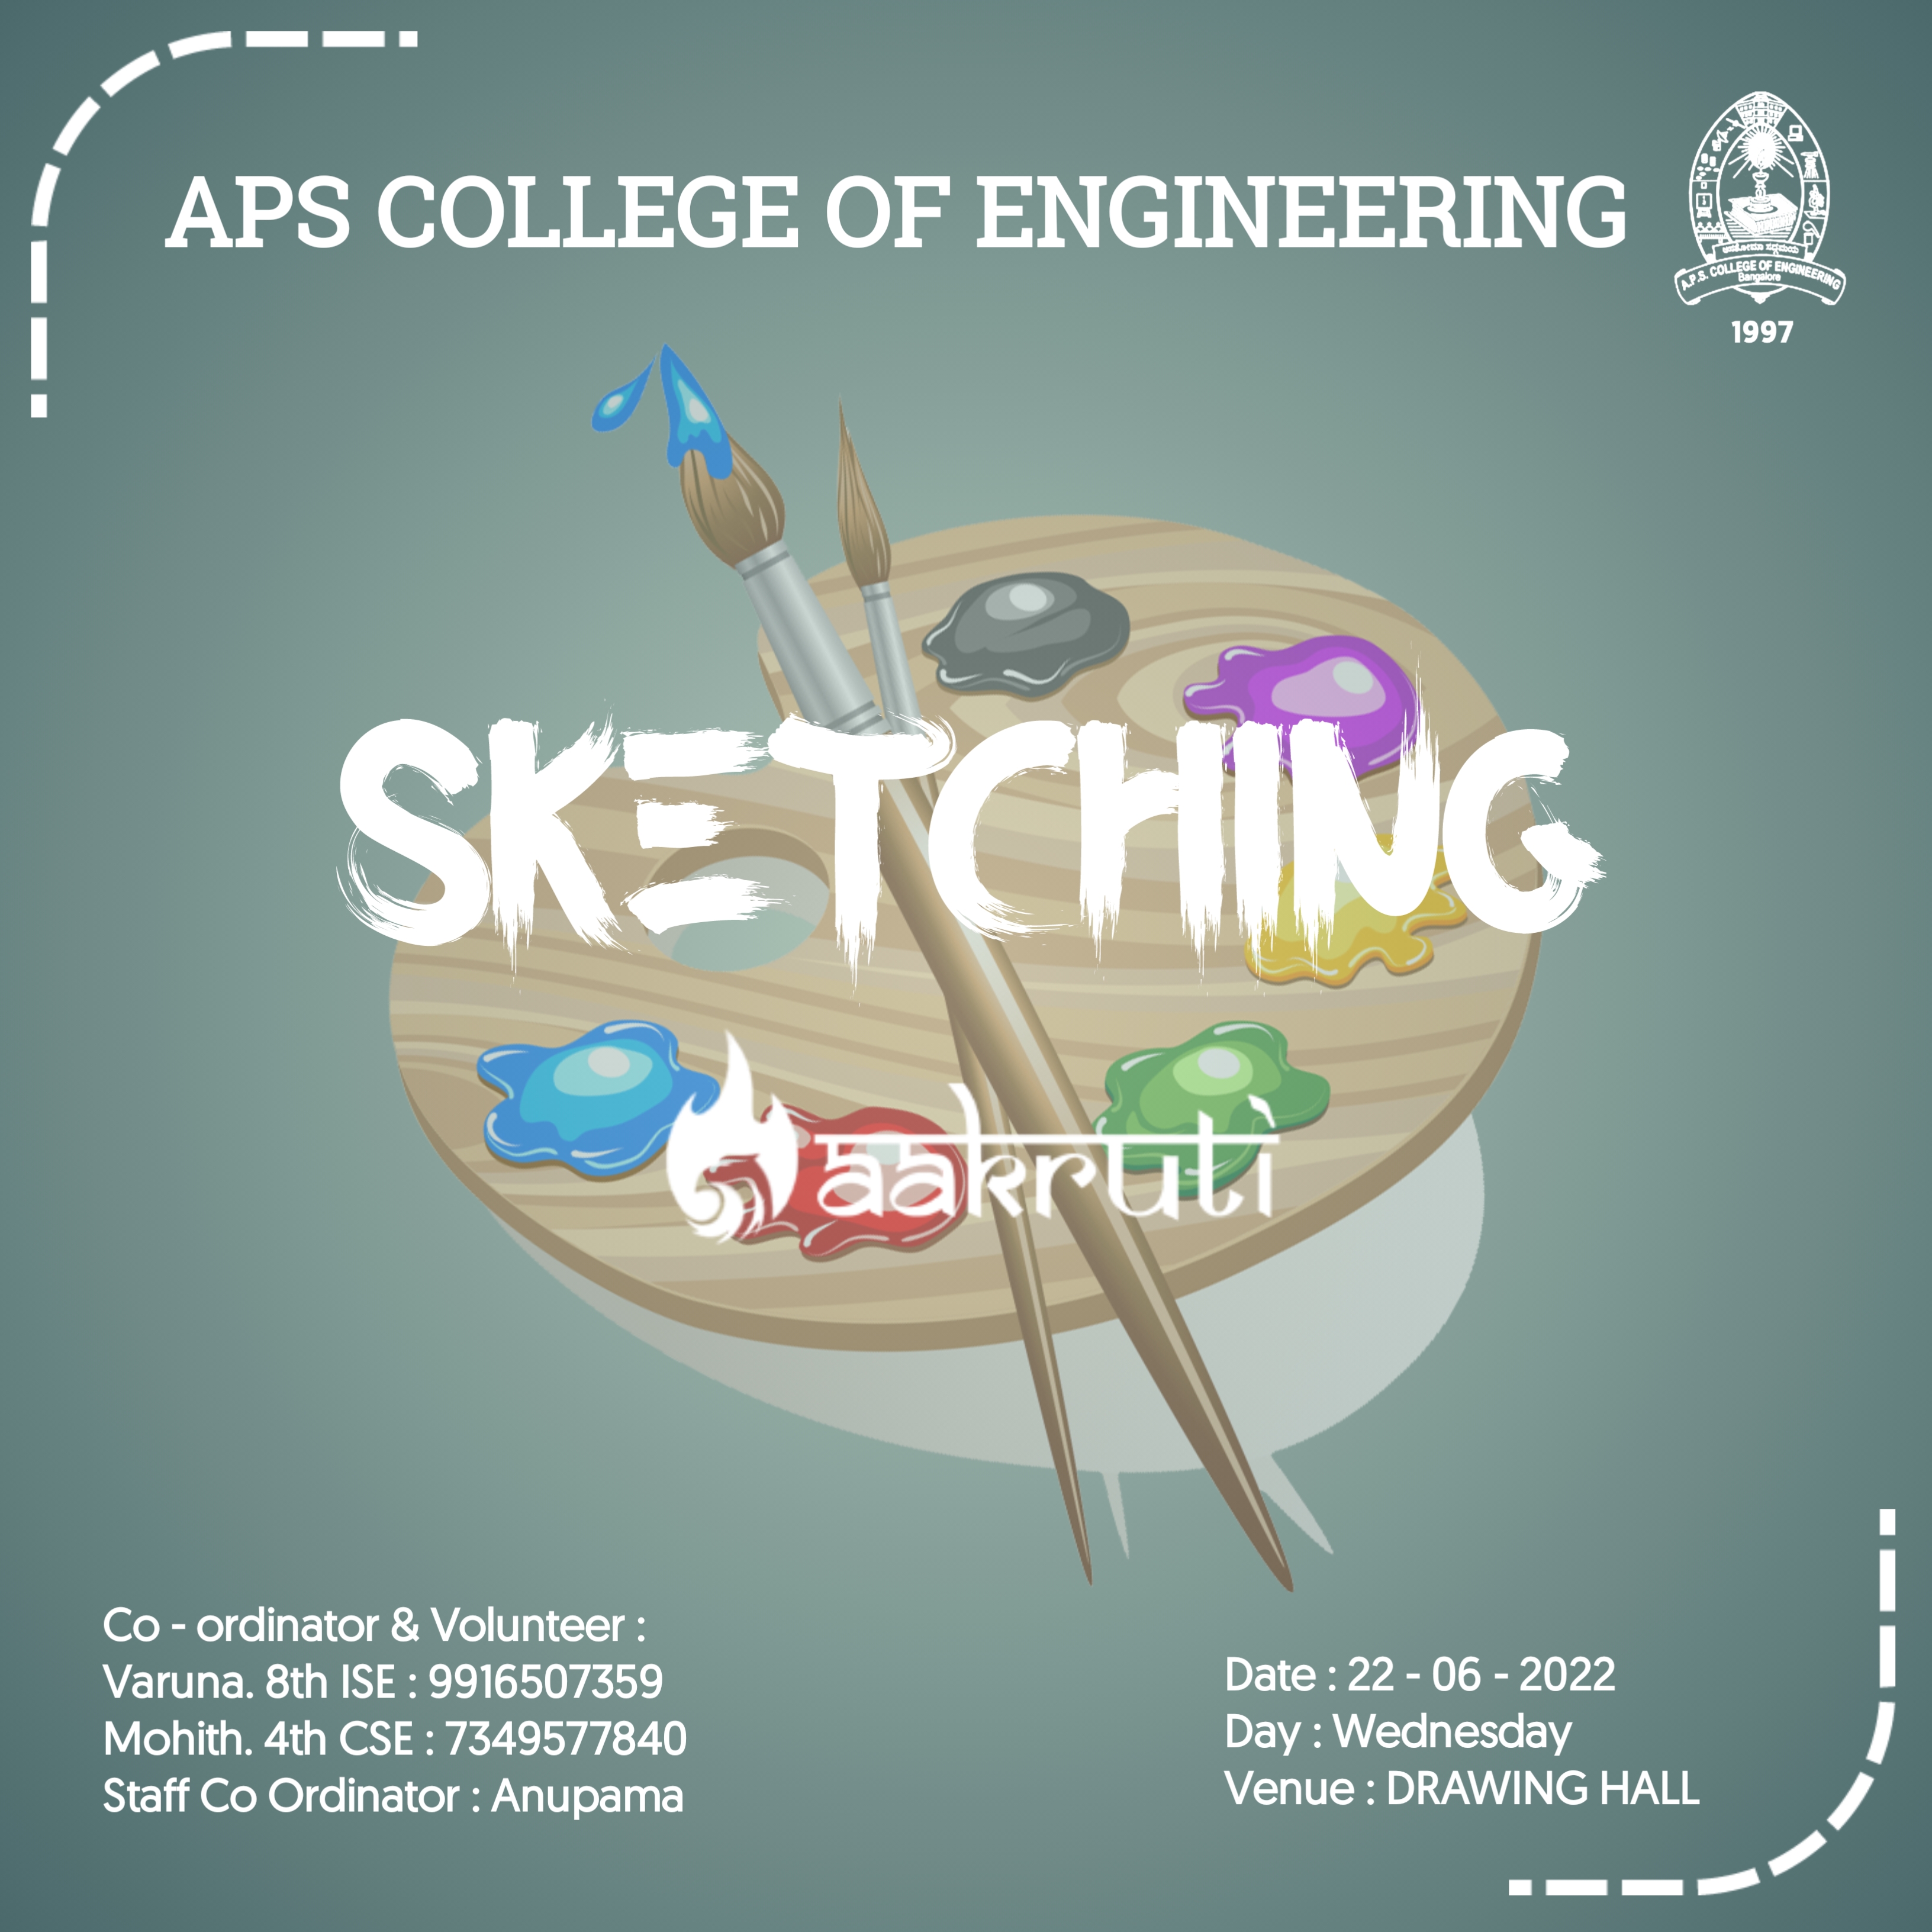 APS COLLEGE OF ENGINEERING
A.P.S. COLLEGE OF ENGINEERING
Bangalore
1997
SKETCHING
aakruti
Co - ordinator & Volunteer :
Varuna. 8th ISE : 9916507359
Mohith. 4th CSE : 7349577840
Staff Co Ordinator : Anupama
Date : 22 - 06 - 2022
Day : Wednesday
Venue : DRAWING HALL